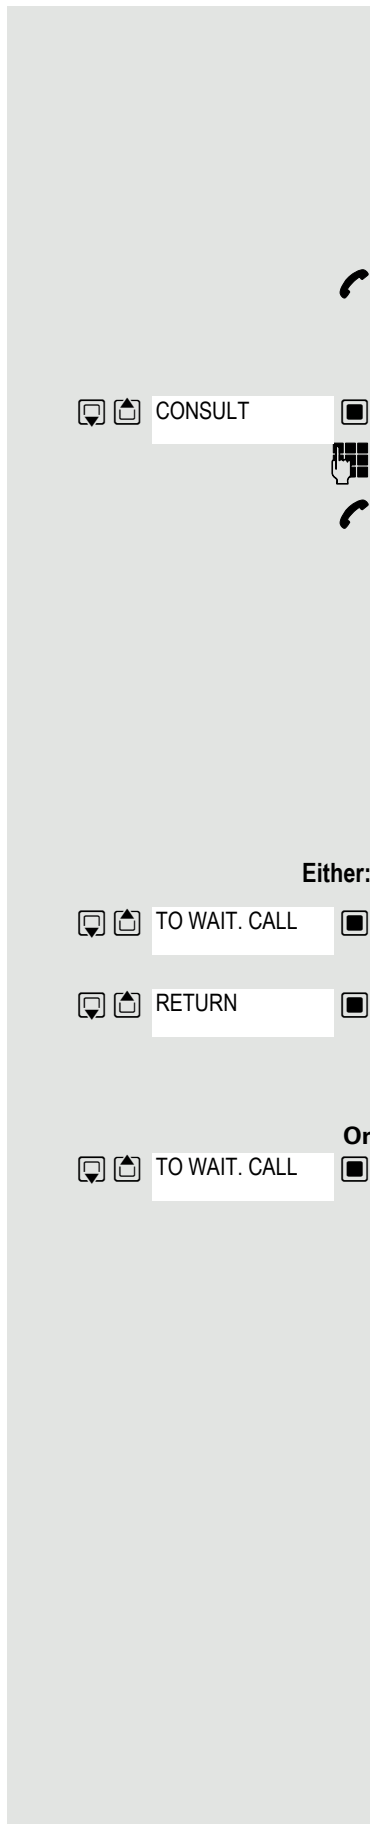 CONSULT
Either:
TO WAIT. CALL
RETURN
Or
TO WAIT. CALL